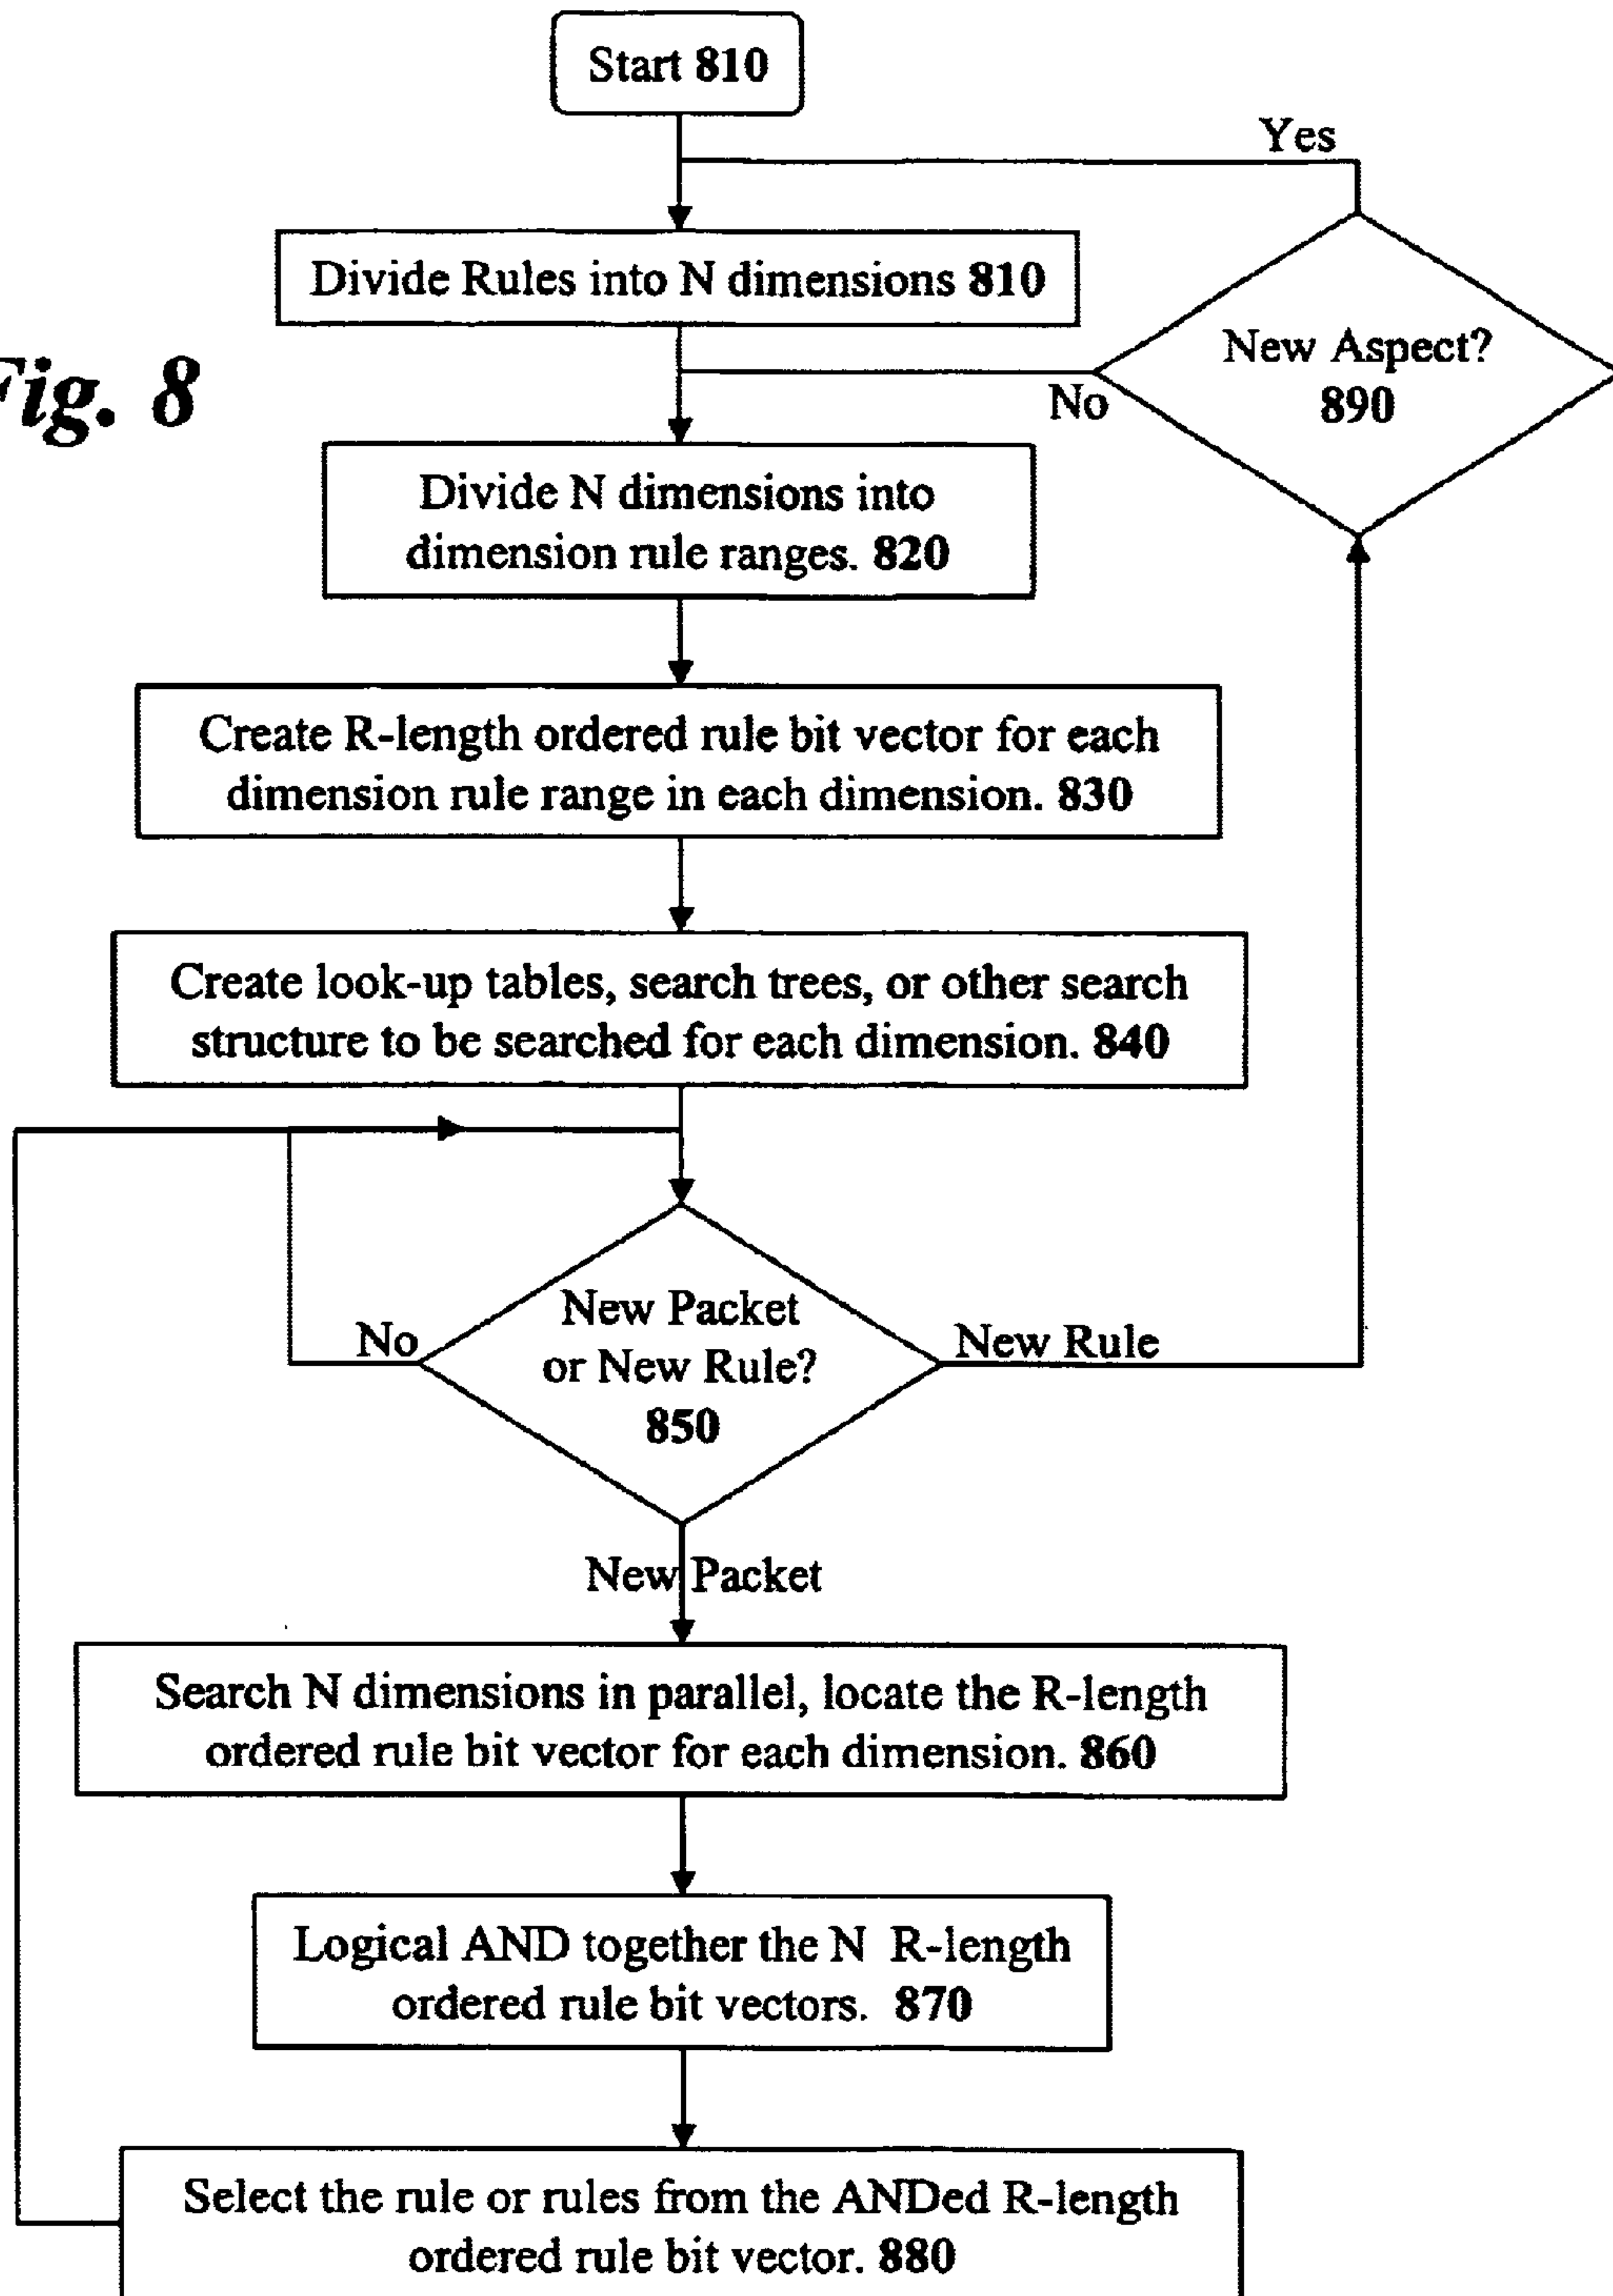 Start 810
Yes
Divide Rules into N dimensions 810
New Aspect?
890
No
Fig. 8
Divide N dimensions into
dimension rule ranges. 820
Create R-length ordered rule bit vector for each
dimension rule range in each dimension. 830
Create look-up tables, search trees, or other search
structure to be searched for each dimension. 840
New Packet
or New Rule?
850
No
New Rule
New Packet
Search N dimensions in parallel, locate the R-length
ordered rule bit vector for each dimension. 860
Logical AND together the N R-length
ordered rule bit vectors. 870
Select the rule or rules from the ANDed R-length
ordered rule bit vector. 880